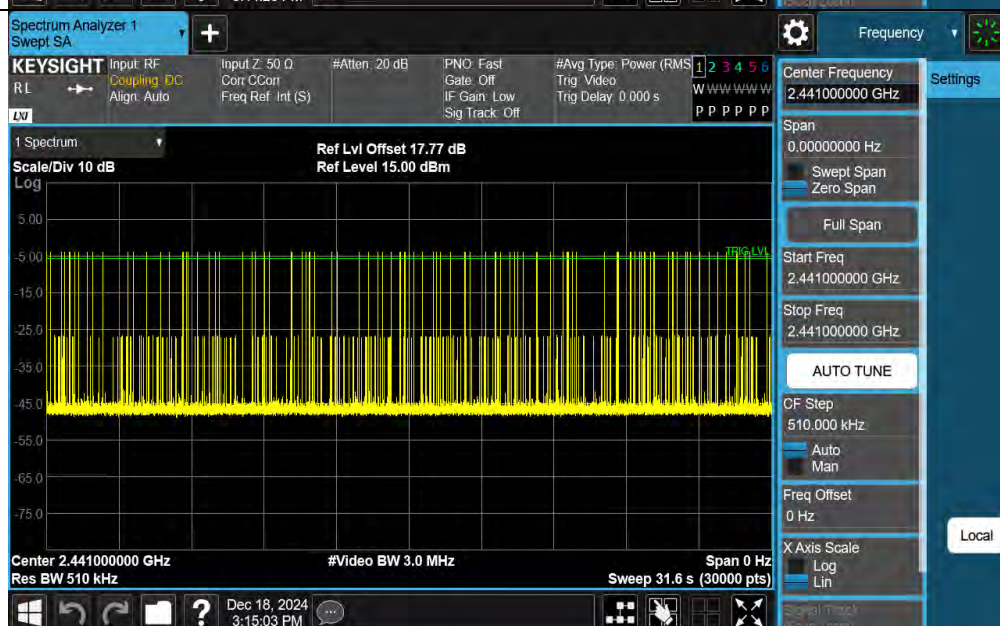 Spectrum Analyzer 1
Swept SA
+
Frequency
KEYSIGHT
RL
LXI
Input: RF
Coupling: DC
Align: Auto
Input Z: 50 Ω
Corr CCorr
Freq Ref: Int (S)
#Atten: 20 dB
PNO: Fast
Gate: Off
IF Gain: Low
Sig Track: Off
#Avg Type: Power (RMS
Trig: Video
Trig Delay: 0.000 s
1 2 3 4 5 6
W W W W W W
P P P P P P
1 Spectrum
Scale/Div 10 dB
Log
Ref Lvl Offset 17.77 dB
Ref Level 15.00 dBm
TRIG LVL
5.00
-5.00
-15.0
-25.0
-35.0
-45.0
-55.0
-65.0
-75.0
Center 2.441000000 GHz
Res BW 510 kHz
#Video BW 3.0 MHz
Span 0 Hz
Sweep 31.6 s (30000 pts)
Center Frequency
2.441000000 GHz
Settings
Span
0.00000000 Hz
Swept Span
Zero Span
Full Span
Start Freq
2.441000000 GHz
Stop Freq
2.441000000 GHz
AUTO TUNE
CF Step
510.000 kHz
Auto
Man
Freq Offset
0 Hz
Local
X Axis Scale
Log
Lin
Signal Track
?
Dec 18, 2024
3:15:03 PM